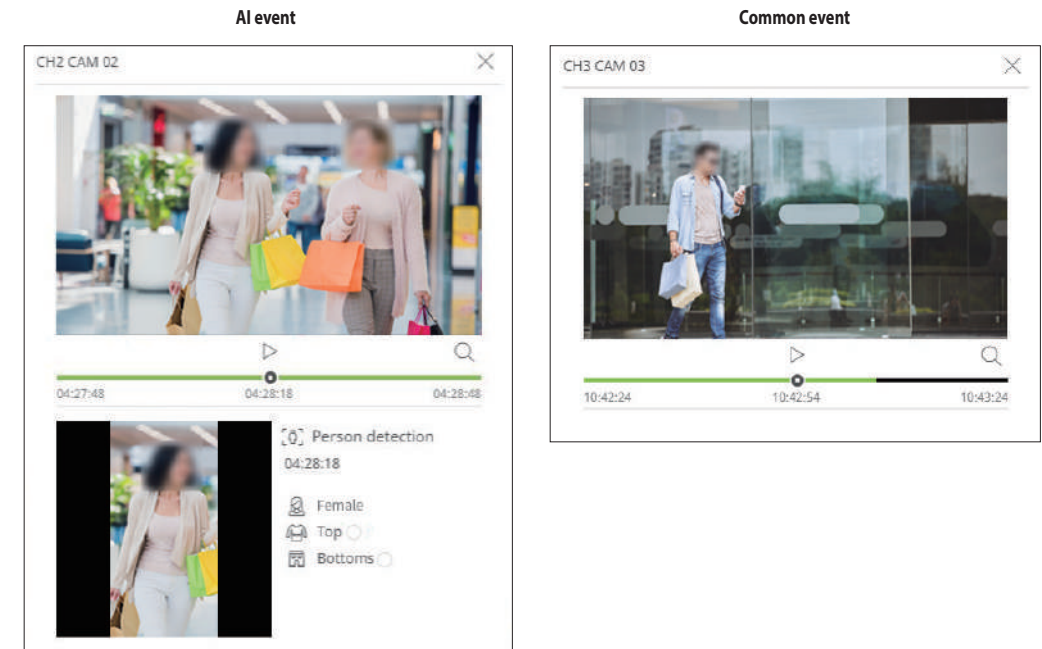 AI event
CH2 CAM 02
04:27:48 04:28:18 04:28:48
Person detection
04:28:18
Female
Top
Bottoms
Common event
CH3 CAM 03
10:42:24 10:42:54 10:43:24